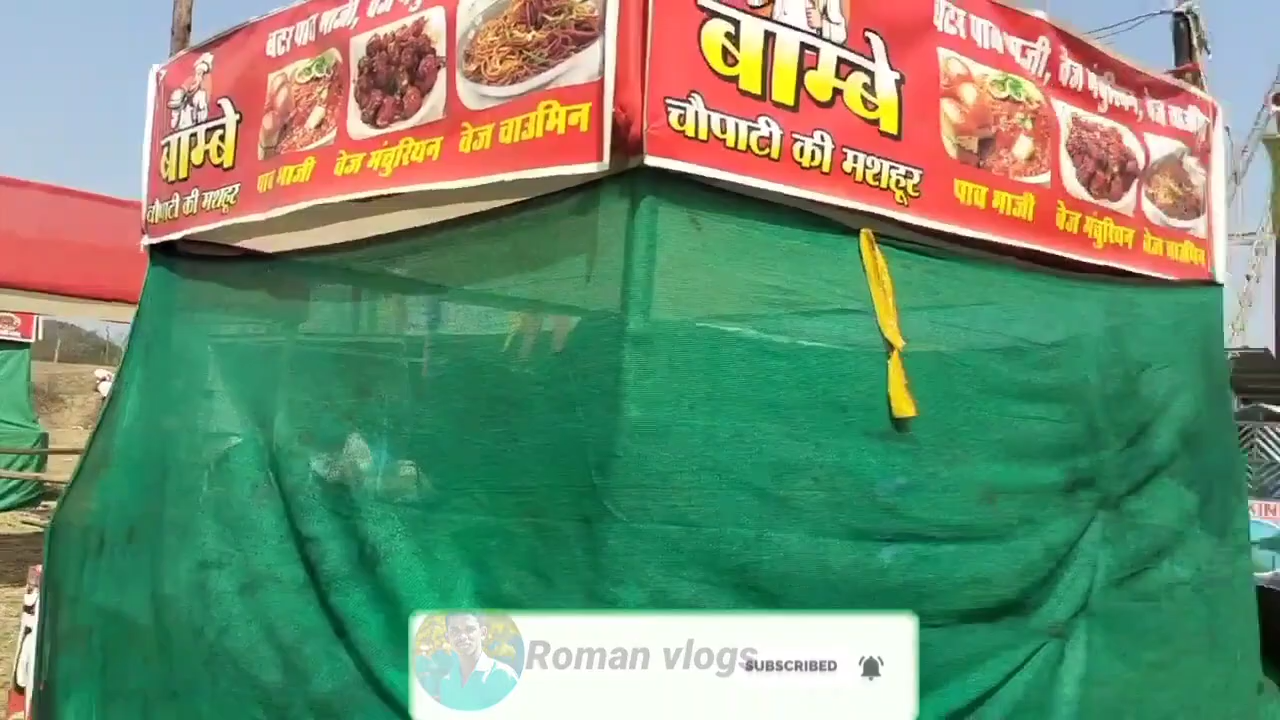 बाम्बे
चौपाटी की मशहूर
पाव भाजी वेज मंचुरियन वेज चाउमिन
बाम्बे
चौपाटी की मशहूर
पाव भाजी वेज मंचुरियन वेज चाउमिन
Roman vlogs
SUBSCRIBED